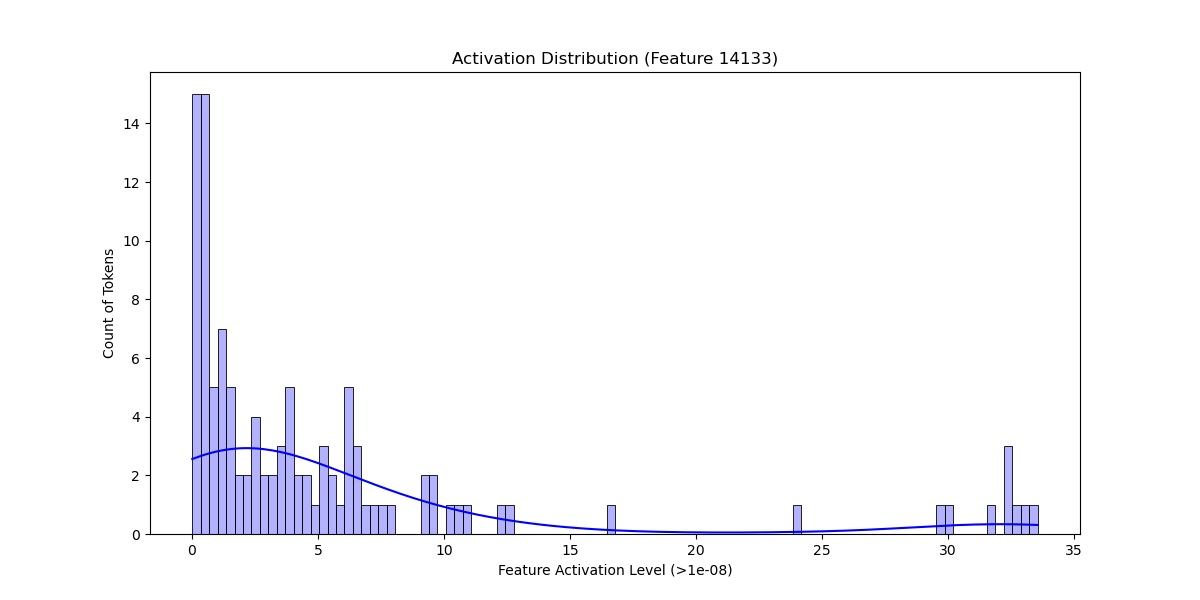 Activation Distribution (Feature 14133)
Count of Tokens
14
12
10
8
6
4
2
0
0 5 10 15 20 25 30 35
Feature Activation Level (>1e-08)